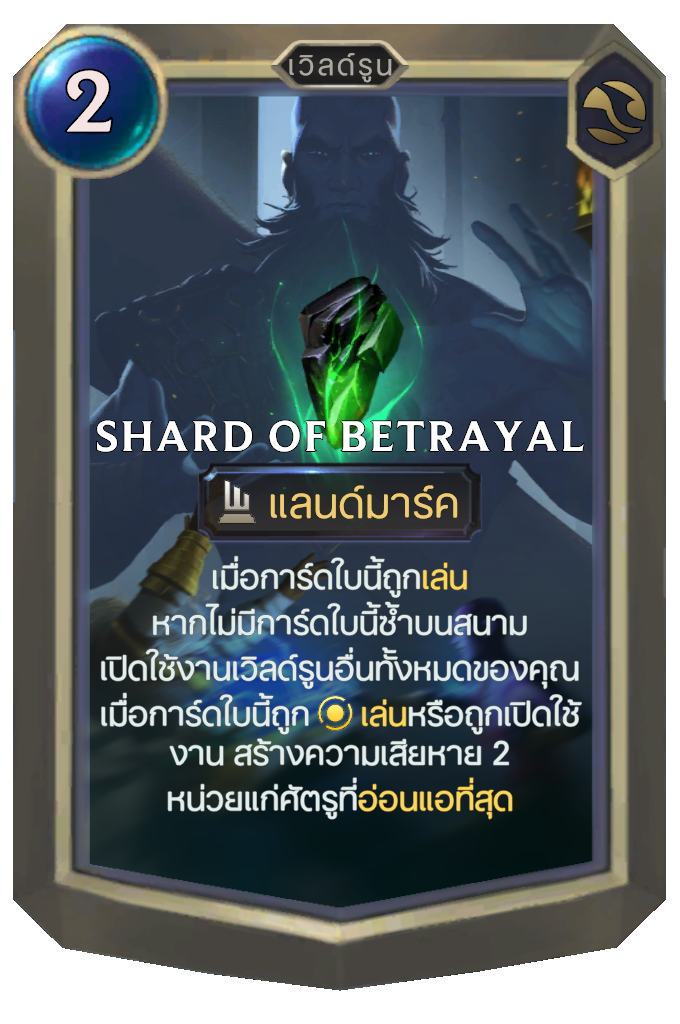 2
เวิลด์รูน
SHARD OF BETRAYAL
แลนด์มาร์ค
เมื่อการ์ดใบนี้ถูกเล่น
หากไม่มีการ์ดใบนี้ซ้ำบนสนาม
เปิดใช้งานเวิลด์รูนอื่นทั้งหมดของคุณ
เมื่อการ์ดใบนี้ถูก เล่นหรือถูกเปิดใช้
งาน สร้างความเสียหาย 2
หน่วยแก่ศัตรูที่อ่อนแอที่สุด